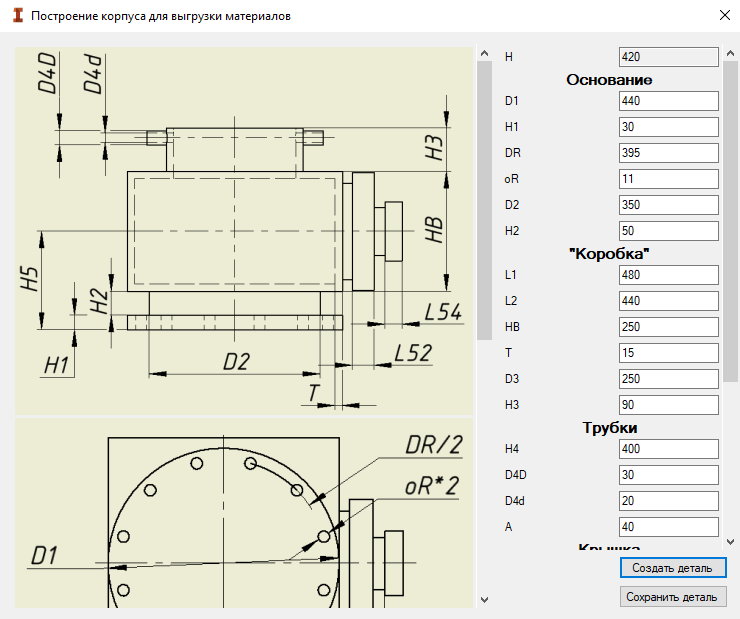 Построение корпуса для выгрузки материалов
D4D
D4d
H3
HB
H5
H2
L54
H1
D2
L52
T
DR/2
oR*2
D1
H 420
Основание
D1 440
H1 30
DR 395
oR 11
D2 350
H2 50
"Коробка"
L1 480
L2 440
HB 250
T 15
D3 250
H3 90
Трубки
H4 400
D4D 30
D4d 20
A 40
Крышка
Создать деталь
Сохранить деталь